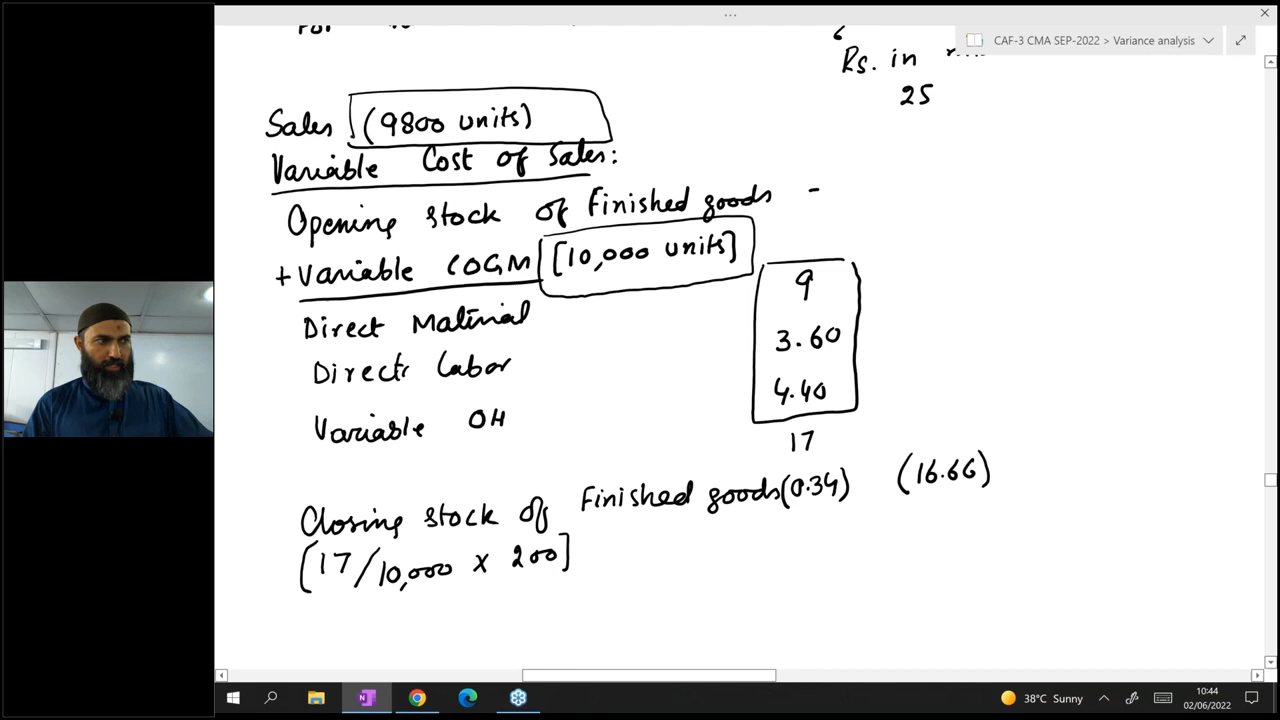 CAF-3 CMA SEP-2022 > Variance analysis
Rs. in
25
Sales (9800 units)
Variable Cost of Sales:
Opening stock of Finished goods -
+ Variable COGM [10,000 units]
Direct Material 9
Direct Labor 3.60
Variable OH 4.40
17
Closing stock of Finished goods (0.34) (16.66)
[17/10,000 x 200]
38°C Sunny
10:44
02/06/2022